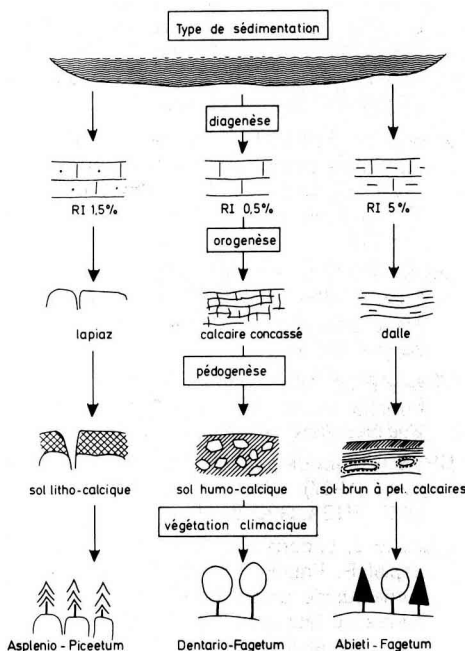 Type de sédimentation
diagenèse
RI 1,5% RI 0,5% RI 5%
orogenèse
lapiaz calcaire concassé dalle
pédogenèse
sol litho-calcique sol humo-calcique sol brun à pel. calcaires
végétation climacique
Asplenio - Piceetum Dentario-Fagetum Abieti - Fagetum